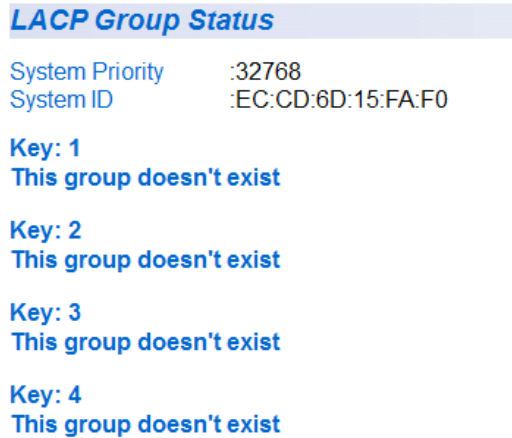 LACP Group Status
System Priority :32768
System ID :EC:CD:6D:15:FA:F0
Key: 1
This group doesn't exist
Key: 2
This group doesn't exist
Key: 3
This group doesn't exist
Key: 4
This group doesn't exist